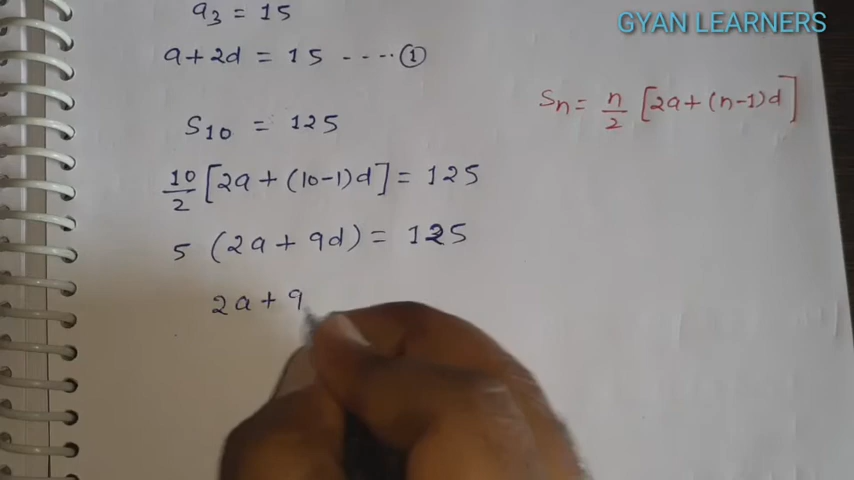 GYAN LEARNERS
a₃ = 15
a + 2d = 15 ---- ①
Sn = n/2 [2a + (n-1)d]
S₁₀ = 125
10/2 [2a + (10-1)d] = 125
5 (2a + 9d) = 125
2a + 9